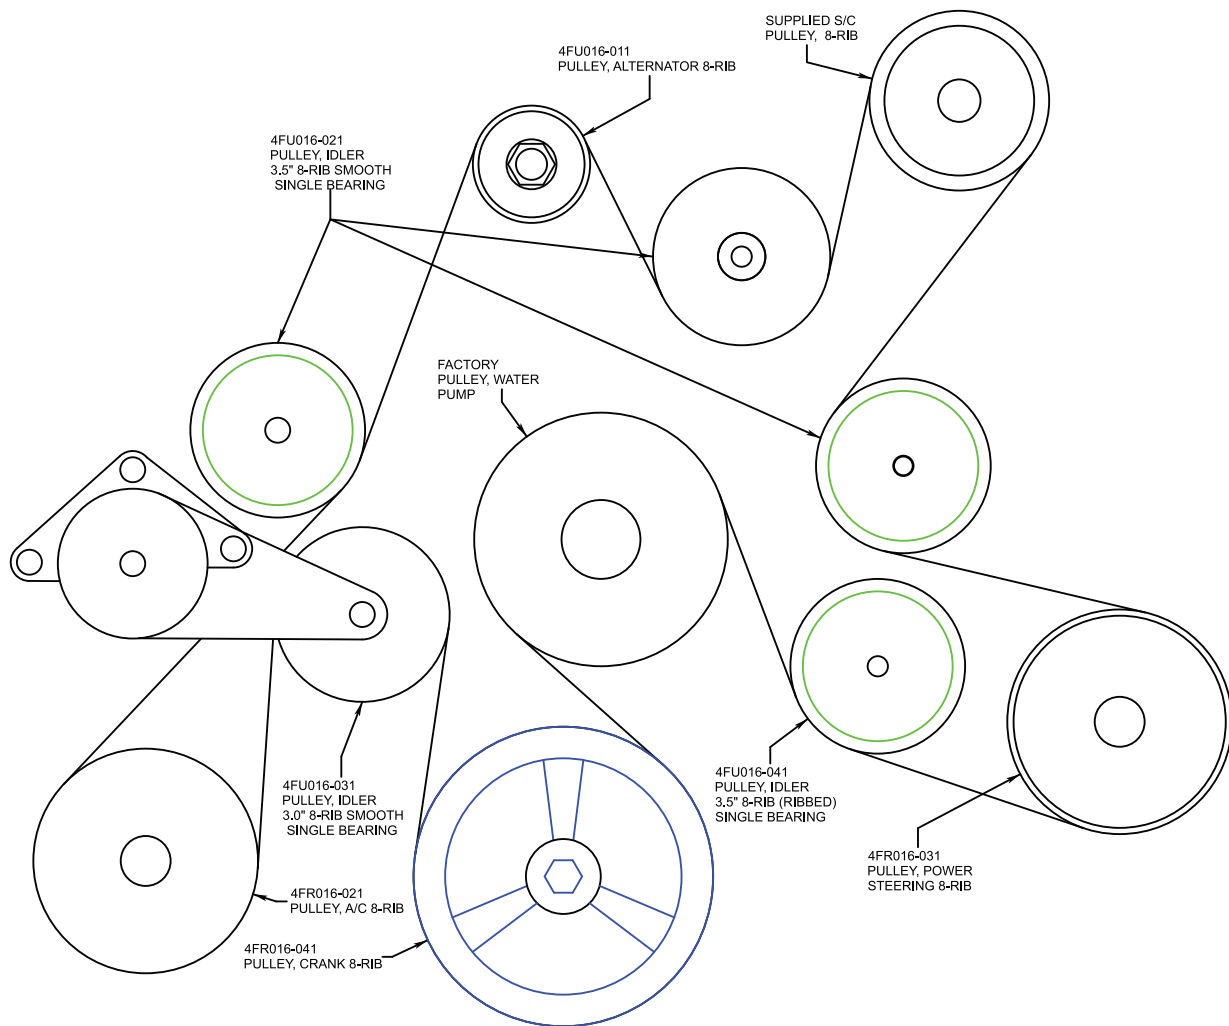 SUPPLIED S/C
PULLEY, 8-RIB
4FU016-011
PULLEY, ALTERNATOR 8-RIB
4FU016-021
PULLEY, IDLER
3.5" 8-RIB SMOOTH
SINGLE BEARING
FACTORY
PULLEY, WATER
PUMP
4FU016-031
PULLEY, IDLER
3.0" 8-RIB SMOOTH
SINGLE BEARING
4FU016-041
PULLEY, IDLER
3.5" 8-RIB (RIBBED)
SINGLE BEARING
4FR016-031
PULLEY, POWER
STEERING 8-RIB
4FR016-021
PULLEY, A/C 8-RIB
4FR016-041
PULLEY, CRANK 8-RIB